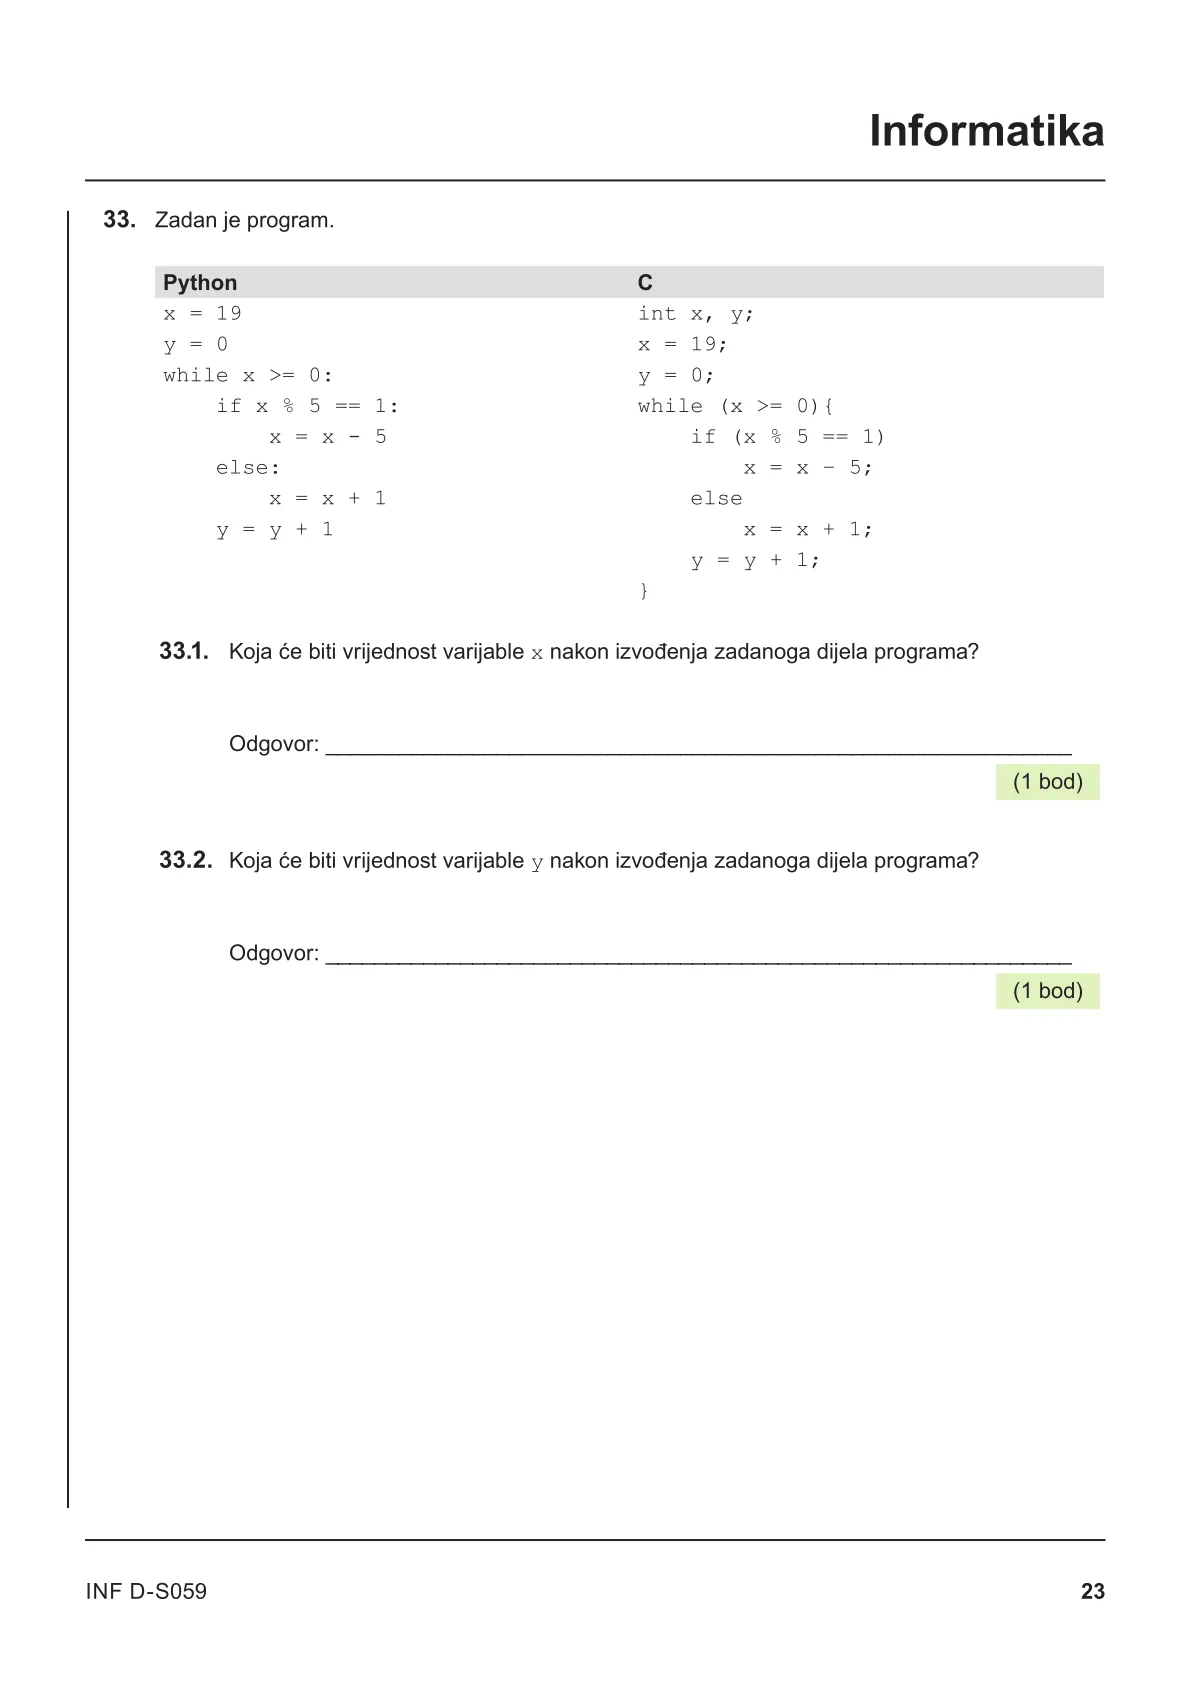 Informatika
33. Zadan je program.
Python C
x = 19 int x, y;
y = 0 x = 19;
while x >= 0: y = 0;
    if x % 5 == 1: while (x >= 0){
        x = x - 5     if (x % 5 == 1)
    else:         x = x – 5;
        x = x + 1     else
    y = y + 1         x = x + 1;
    y = y + 1;
}
33.1. Koja će biti vrijednost varijable x nakon izvođenja zadanoga dijela programa?
Odgovor: ______________________________________________________________
(1 bod)
33.2. Koja će biti vrijednost varijable y nakon izvođenja zadanoga dijela programa?
Odgovor: ______________________________________________________________
(1 bod)
INF D-S059 23